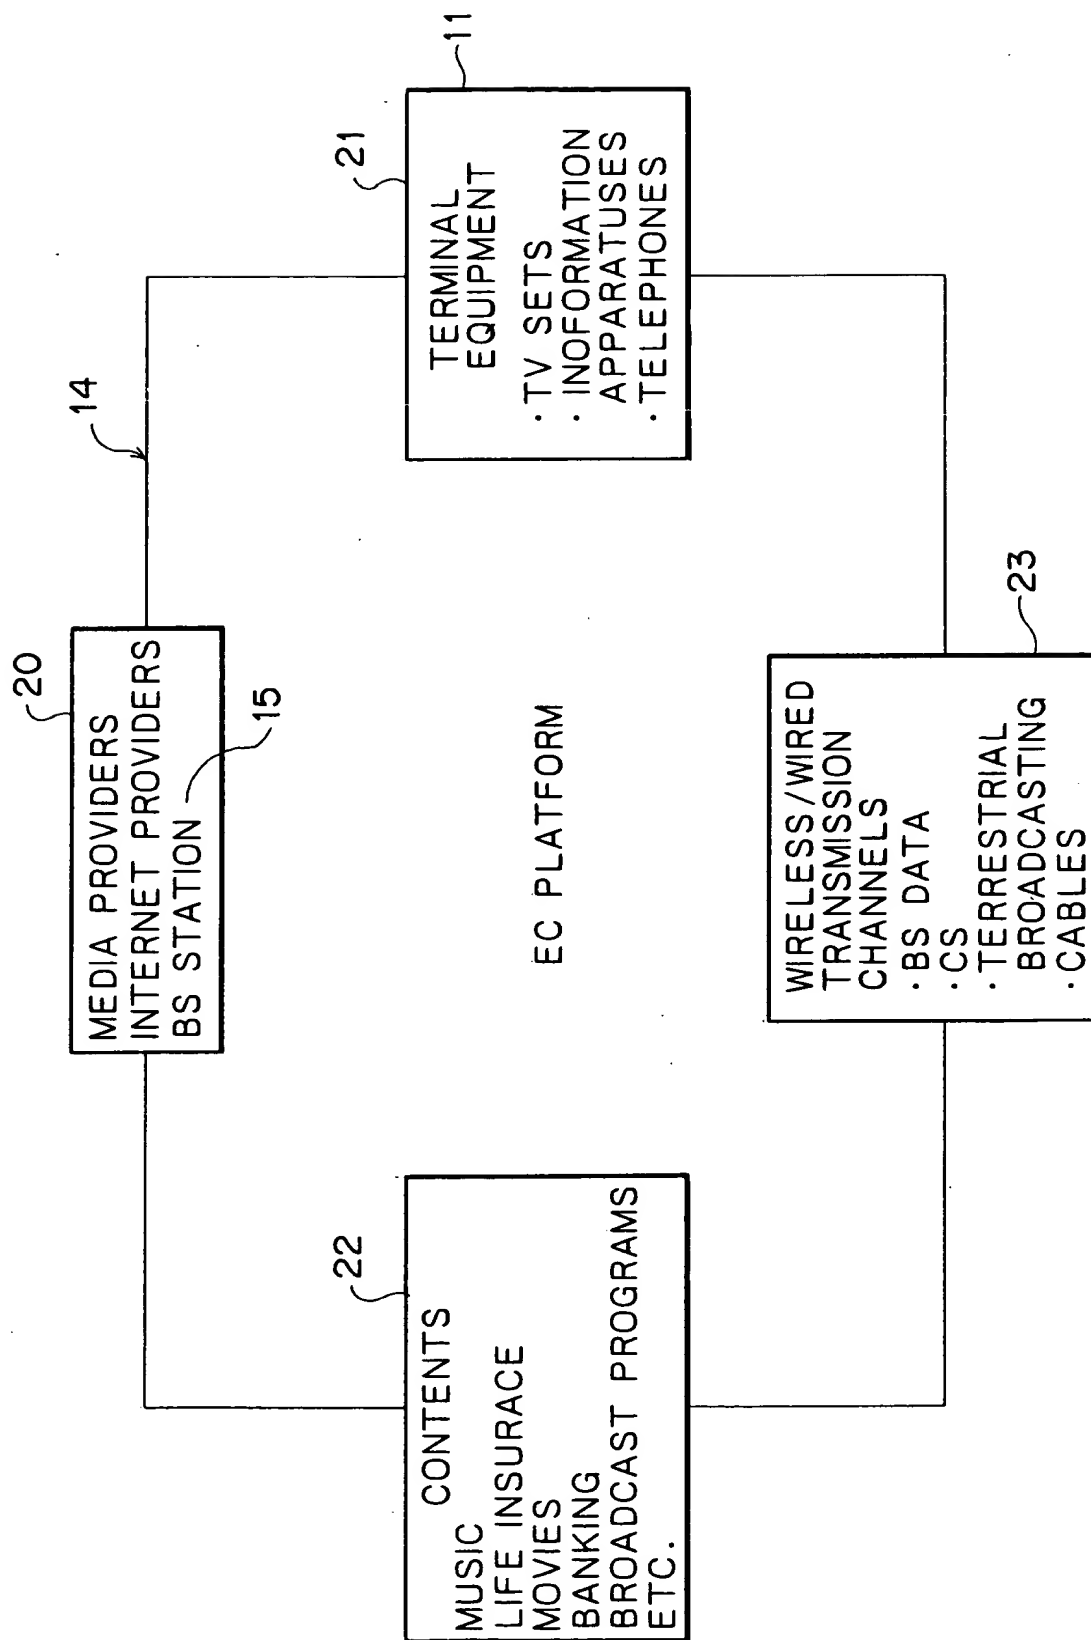 14
20
MEDIA PROVIDERS
INTERNET PROVIDERS
BS STATION
15
22
CONTENTS
MUSIC
LIFE INSURACE
MOVIES
BANKING
BROADCAST PROGRAMS
ETC.
EC PLATFORM
21
TERMINAL
EQUIPMENT
· TV SETS
· INOFORMATION
APPARATUSES
· TELEPHONES
11
WIRELESS/WIRED
TRANSMISSION
CHANNELS
· BS DATA
· CS
· TERRESTRIAL
BROADCASTING
· CABLES
23